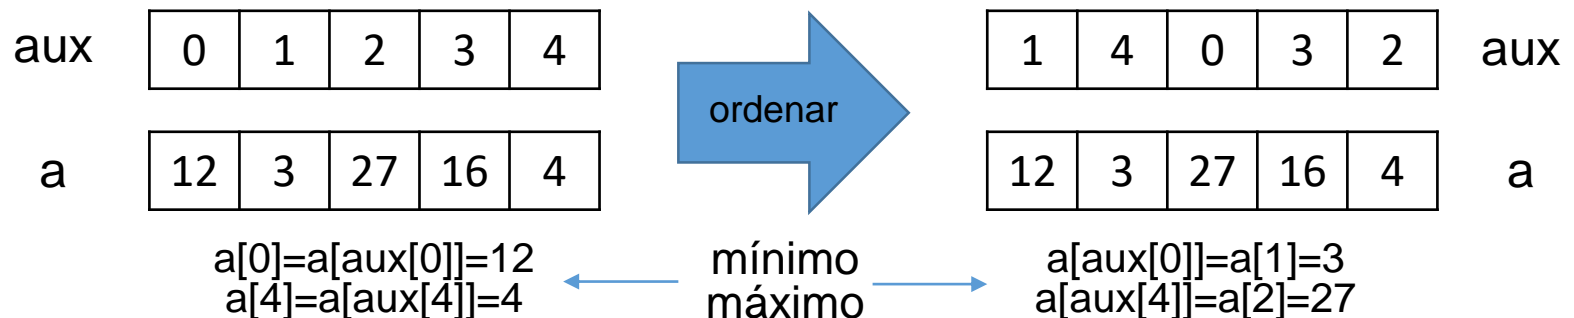 aux 0 1 2 3 4
ordenar
1 4 0 3 2 aux
a 12 3 27 16 4
12 3 27 16 4 a
a[0]=a[aux[0]]=12
a[4]=a[aux[4]]=4
mínimo
máximo
a[aux[0]]=a[1]=3
a[aux[4]]=a[2]=27